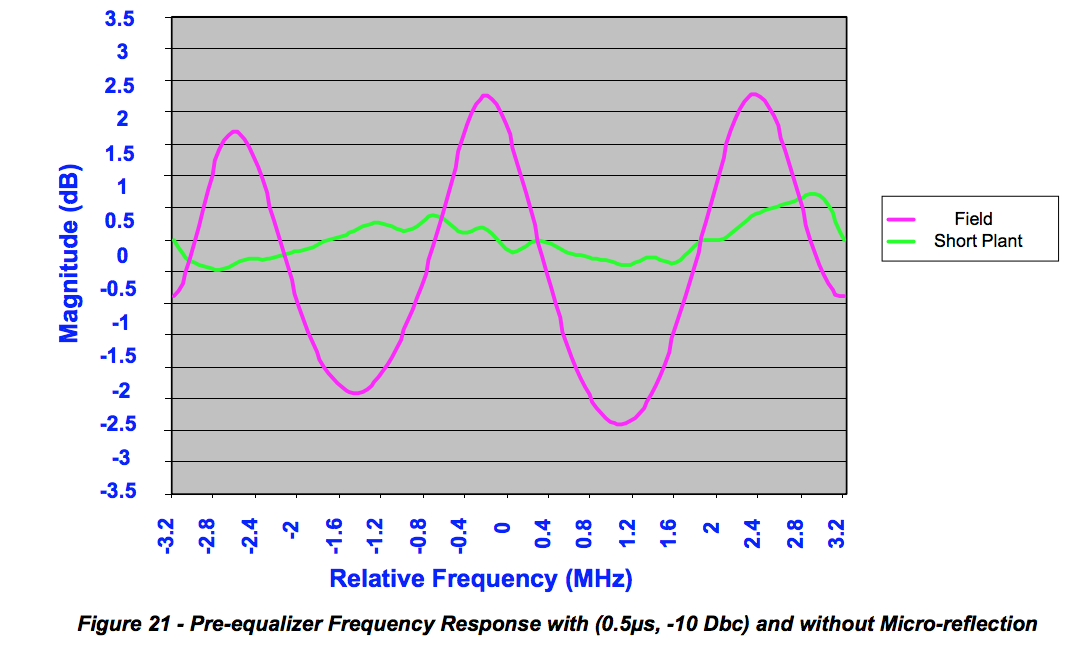 3.5
3
2.5
2
1.5
1
0.5
0
-0.5
-1
-1.5
-2
-2.5
-3
-3.5
Magnitude (dB)
-3.2 -2.8 -2.4 -2 -1.6 -1.2 -0.8 -0.4 0 0.4 0.8 1.2 1.6 2 2.4 2.8 3.2
Relative Frequency (MHz)
Field
Short Plant
Figure 21 - Pre-equalizer Frequency Response with (0.5µs, -10 Dbc) and without Micro-reflection